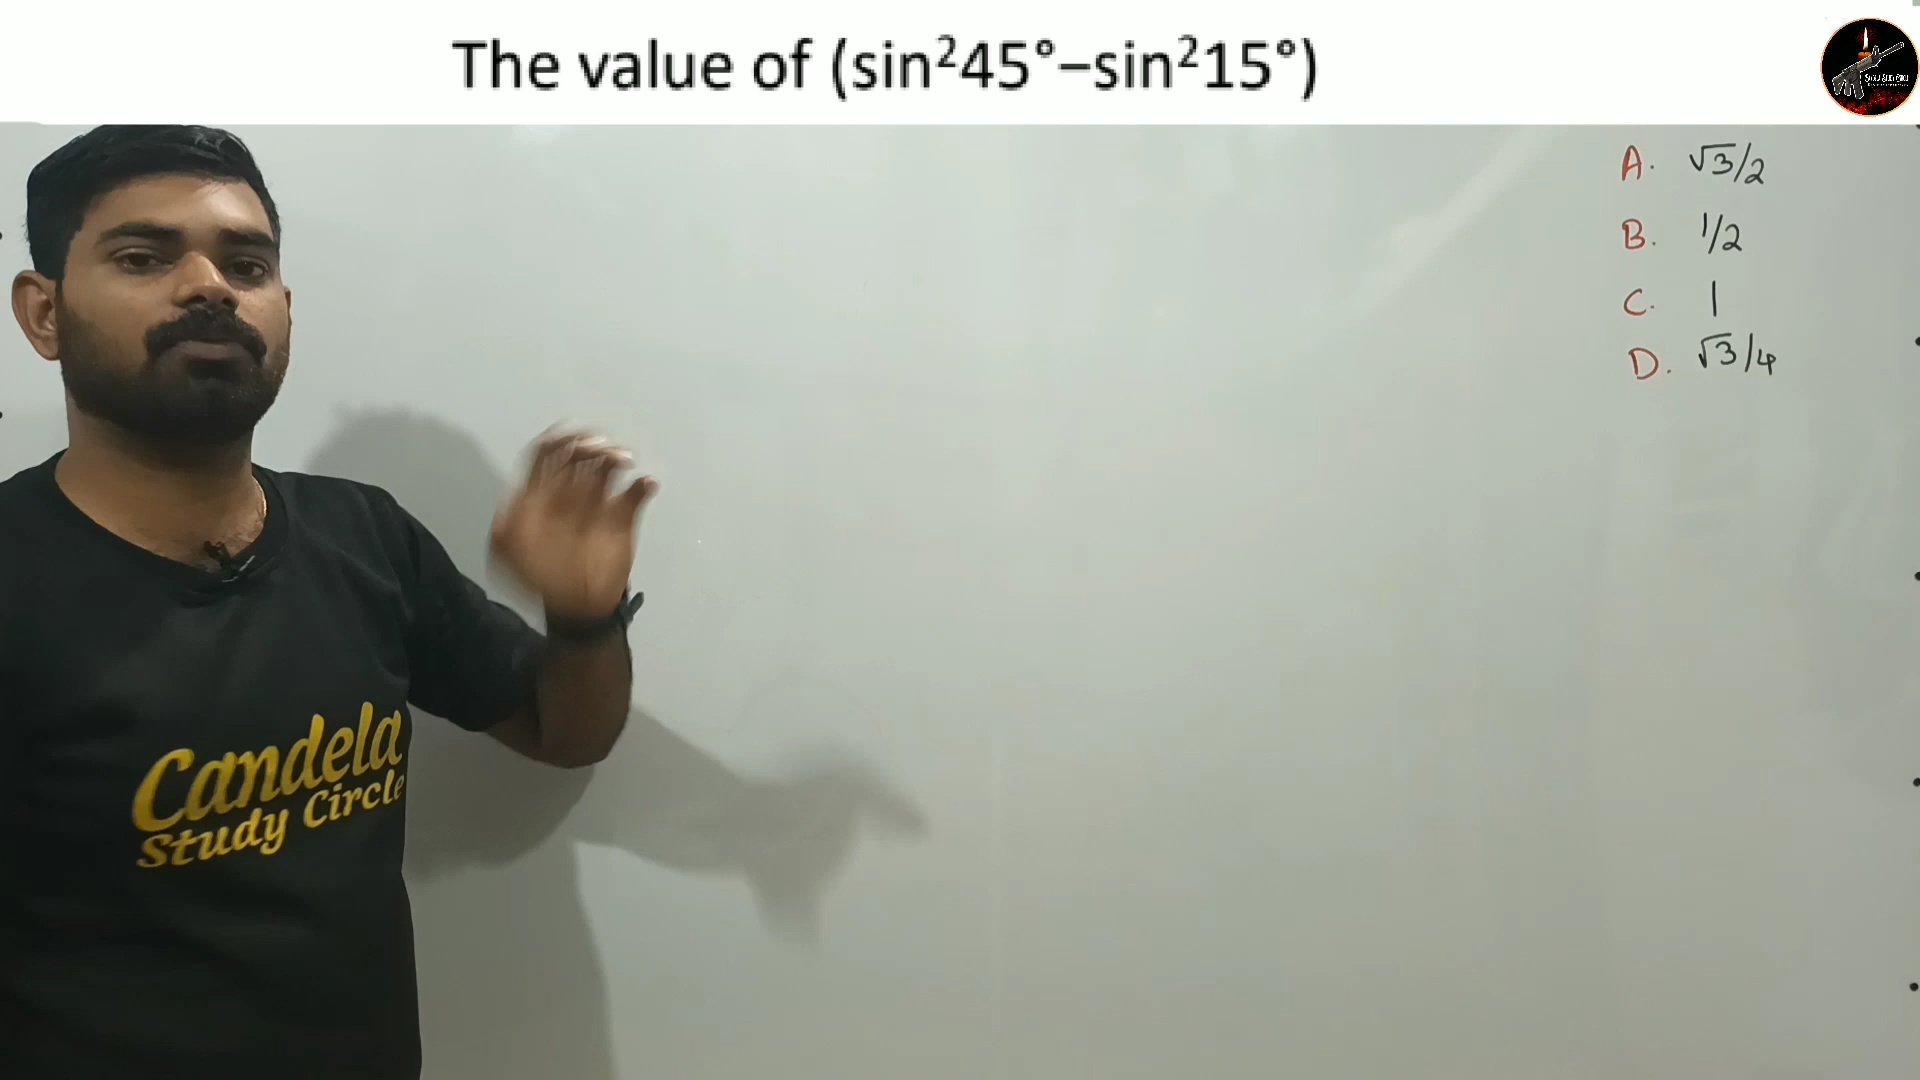 The value of (sin²45°–sin²15°)
A. √3/2
B. 1/2
C. 1
D. √3/4
Candela
Study Circle